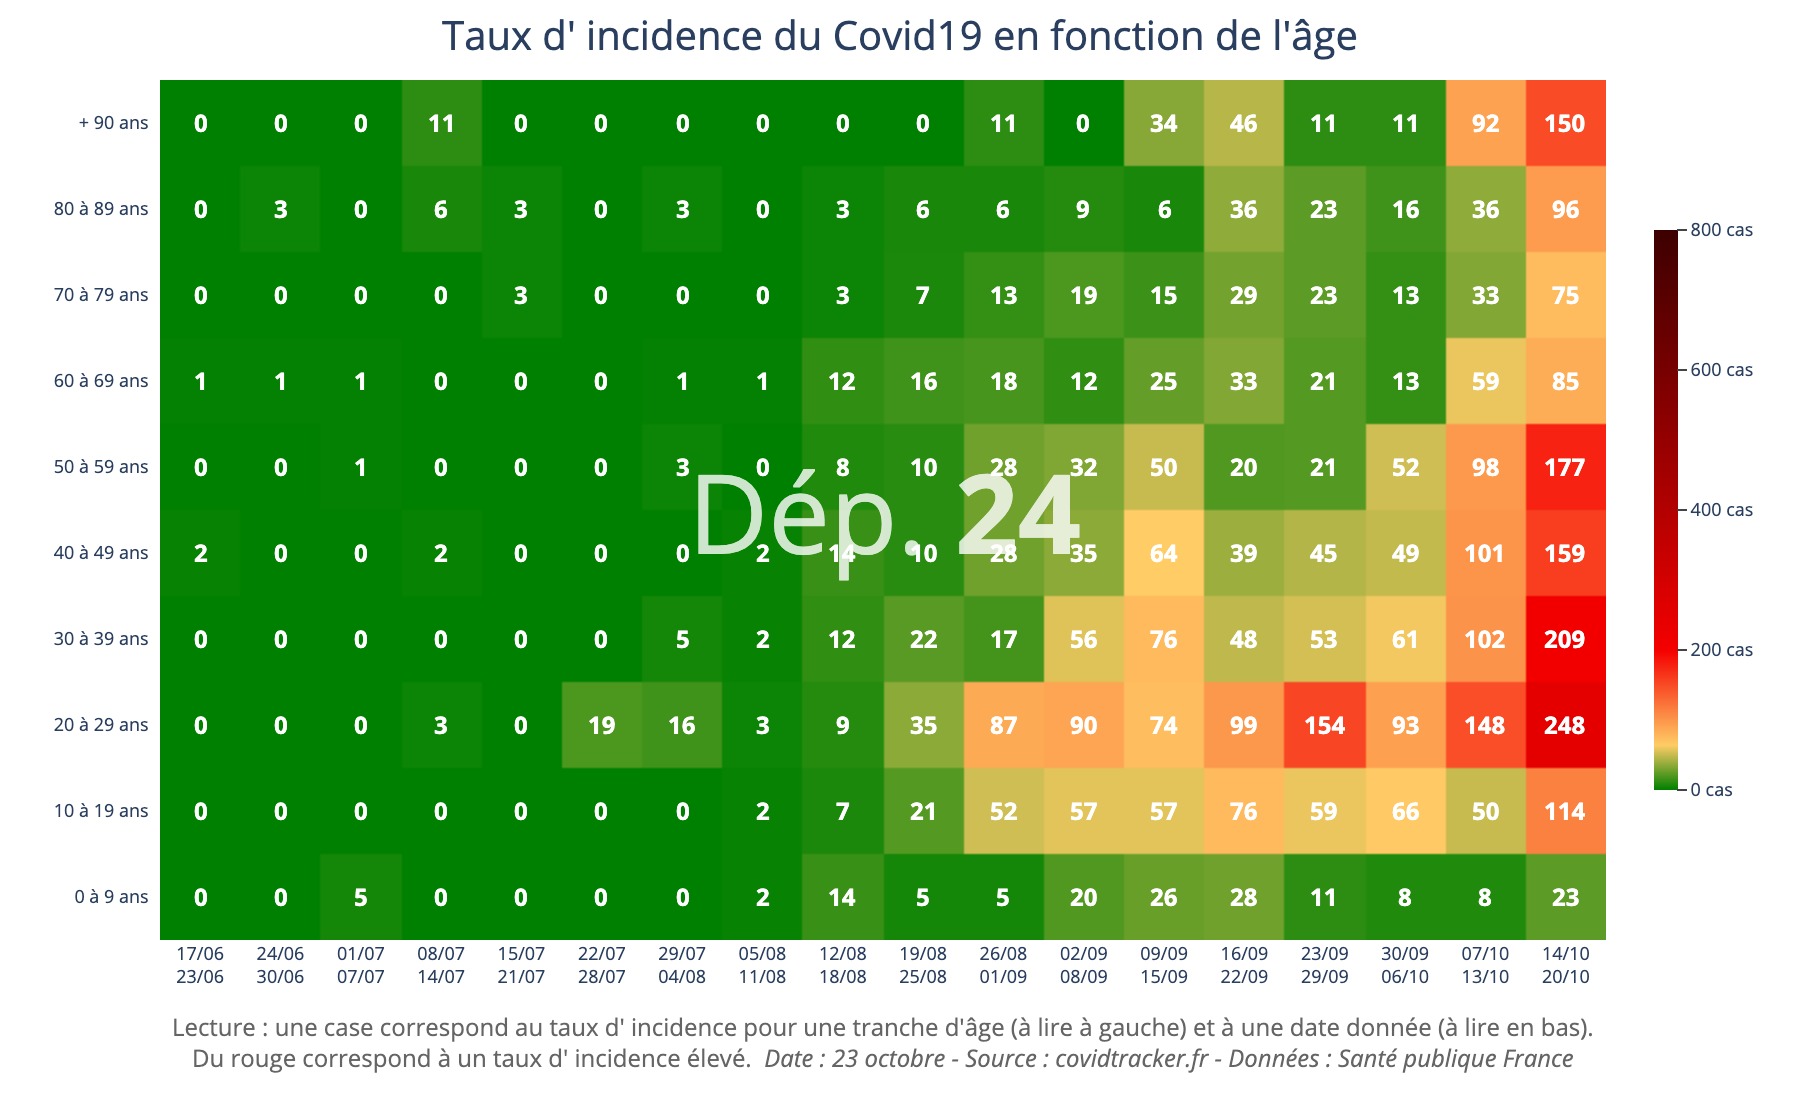 Taux d' incidence du Covid19 en fonction de l'âge
+ 90 ans 0 0 0 11 0 0 0 0 0 0 11 0 34 46 11 11 92 150
80 à 89 ans 0 3 0 6 3 0 3 0 3 6 6 9 6 36 23 16 36 96
800 cas
70 à 79 ans 0 0 0 0 3 0 0 0 3 7 13 19 15 29 23 13 33 75
600 cas
60 à 69 ans 1 1 1 0 0 0 1 1 12 16 18 12 25 33 21 13 59 85
50 à 59 ans 0 0 1 0 0 0 3 0 8 10 28 32 50 20 21 52 98 177
Dép. 24
400 cas
40 à 49 ans 2 0 0 2 0 0 0 2 14 10 28 35 64 39 45 49 101 159
30 à 39 ans 0 0 0 0 0 0 5 2 12 22 17 56 76 48 53 61 102 209
200 cas
20 à 29 ans 0 0 0 3 0 19 16 3 9 35 87 90 74 99 154 93 148 248
0 cas
10 à 19 ans 0 0 0 0 0 0 0 2 7 21 52 57 57 76 59 66 50 114
0 à 9 ans 0 0 5 0 0 0 0 2 14 5 5 20 26 28 11 8 8 23
17/06 24/06 01/07 08/07 15/07 22/07 29/07 05/08 12/08 19/08 26/08 02/09 09/09 16/09 23/09 30/09 07/10 14/10
23/06 30/06 07/07 14/07 21/07 28/07 04/08 11/08 18/08 25/08 01/09 08/09 15/09 22/09 29/09 06/10 13/10 20/10
Lecture : une case correspond au taux d' incidence pour une tranche d'âge (à lire à gauche) et à une date donnée (à lire en bas).
Du rouge correspond à un taux d' incidence élevé. Date : 23 octobre - Source : covidtracker.fr - Données : Santé publique France